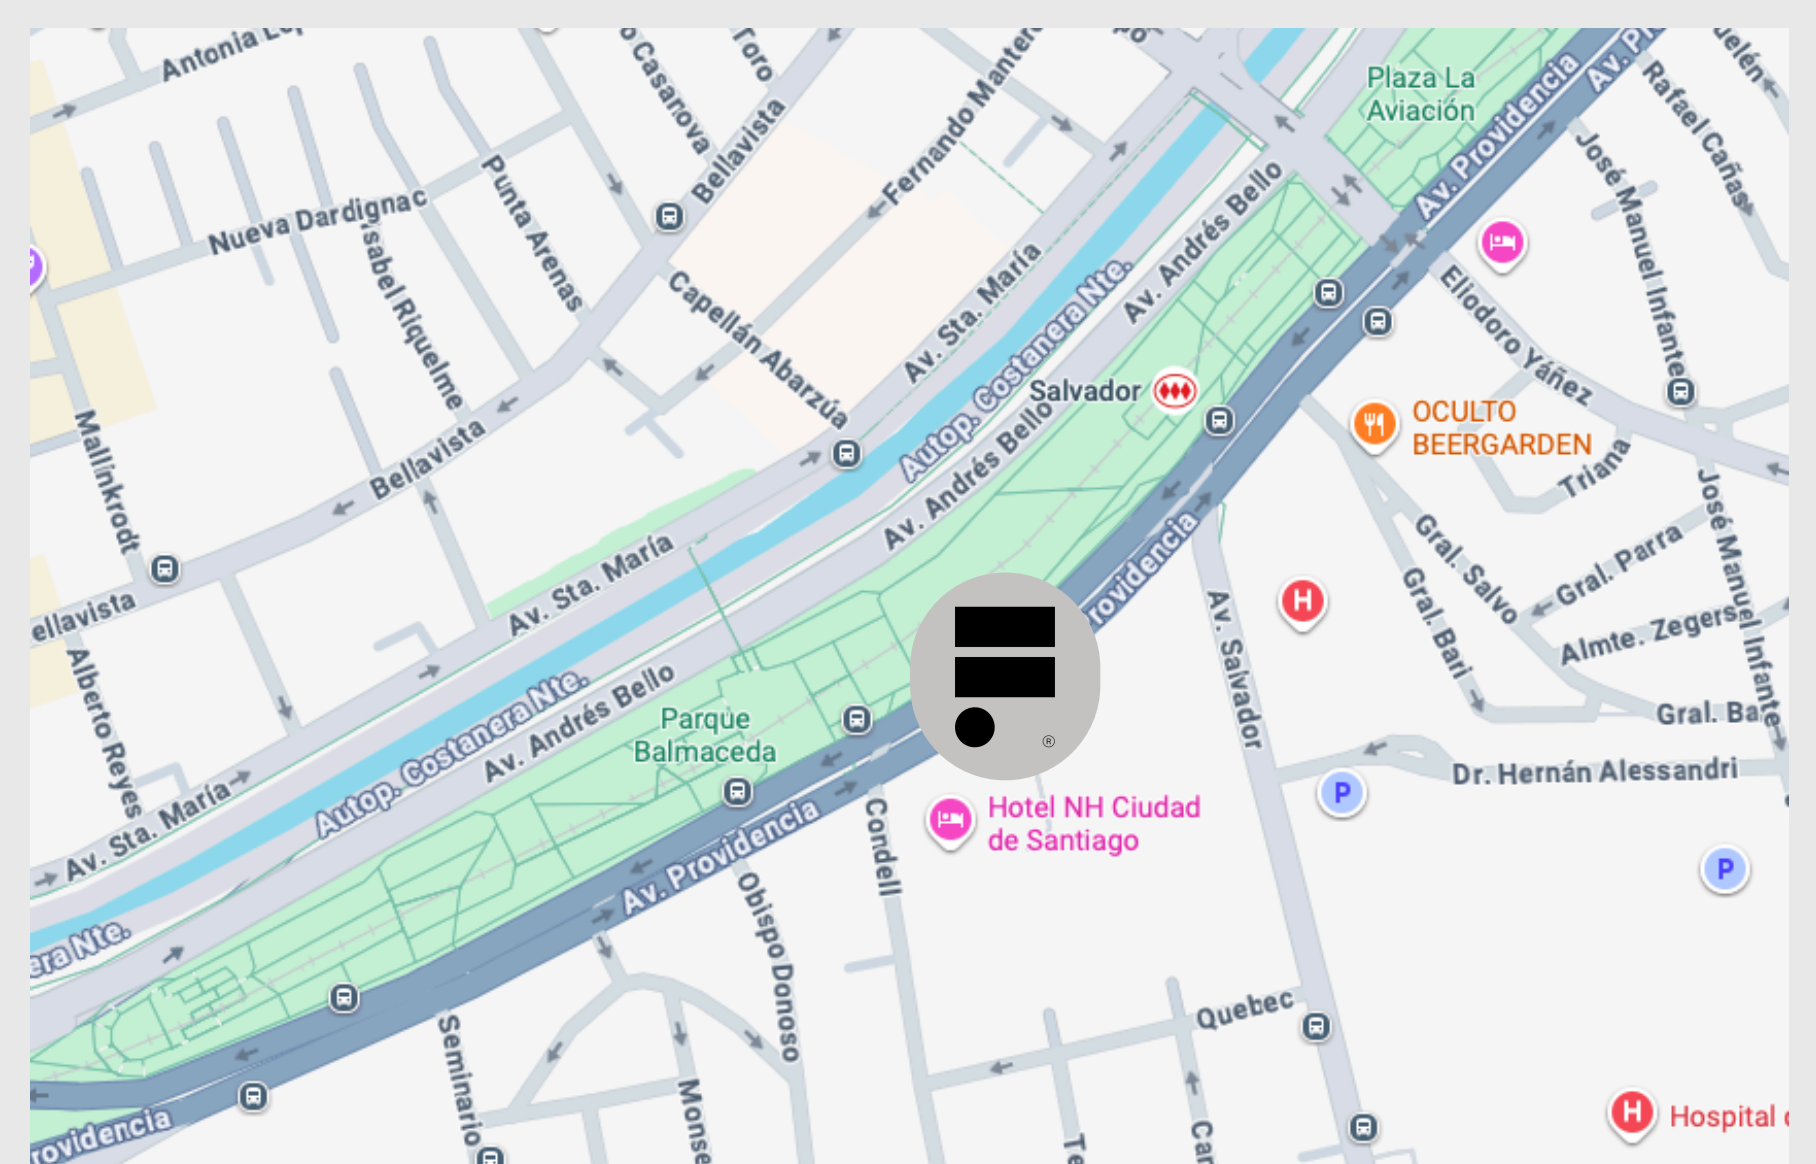 Antonia
Casanova
Toro
Bellavista
Fernando Mantero
Plaza La
Aviación
Av. Providencia
Rafael Cañas
José Manuel Infante
Nueva Dardignac
Punta Arenas
Isabel Riquelme
Capellán Abarzúa
Av. Sta. María
Autop. Costanera Nte.
Av. Andrés Bello
Eliodoro Yáñez
Salvador
OCULTO
BEERGARDEN
Triana
Mallinkrodt
Bellavista
Av. Andrés Bello
Gral. Salvo
Gral. Parra
José Manuel Infante
H
rovidencia
Av. Sta. María
ellavista
Gral. Bari
Almte. Zegers
Av. Salvador
Alberto Reyes
Autop. Costanera Nte.
Av. Andrés Bello
Parque
Balmaceda
®
Gral. Ba
Dr. Hernán Alessandri
P
Av. Sta. María
Hotel NH Ciudad
de Santiago
Condell
Av. Providencia
P
Obispo Donoso
era Nte.
Quebec
Seminario
Monse
Te
Car
H
Hospital
rovidencia